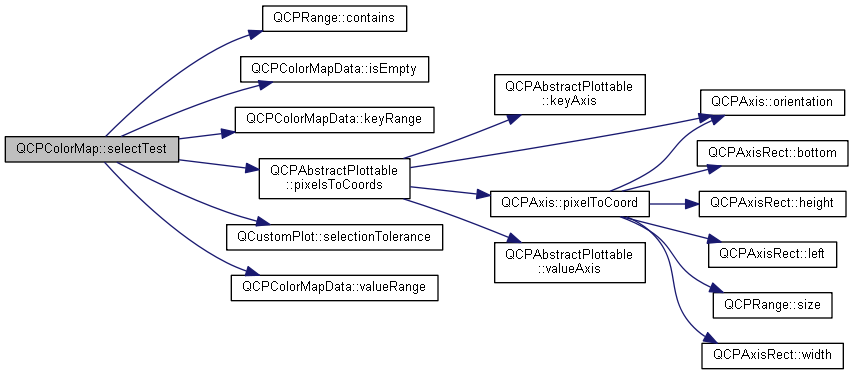 QCPColorMap::selectTest
QCPRange::contains
QCPColorMapData::isEmpty
QCPColorMapData::keyRange
QCPAbstractPlottable
::pixelsToCoords
QCustomPlot::selectionTolerance
QCPColorMapData::valueRange
QCPAbstractPlottable
::keyAxis
QCPAxis::pixelToCoord
QCPAbstractPlottable
::valueAxis
QCPAxis::orientation
QCPAxisRect::bottom
QCPAxisRect::height
QCPAxisRect::left
QCPRange::size
QCPAxisRect::width